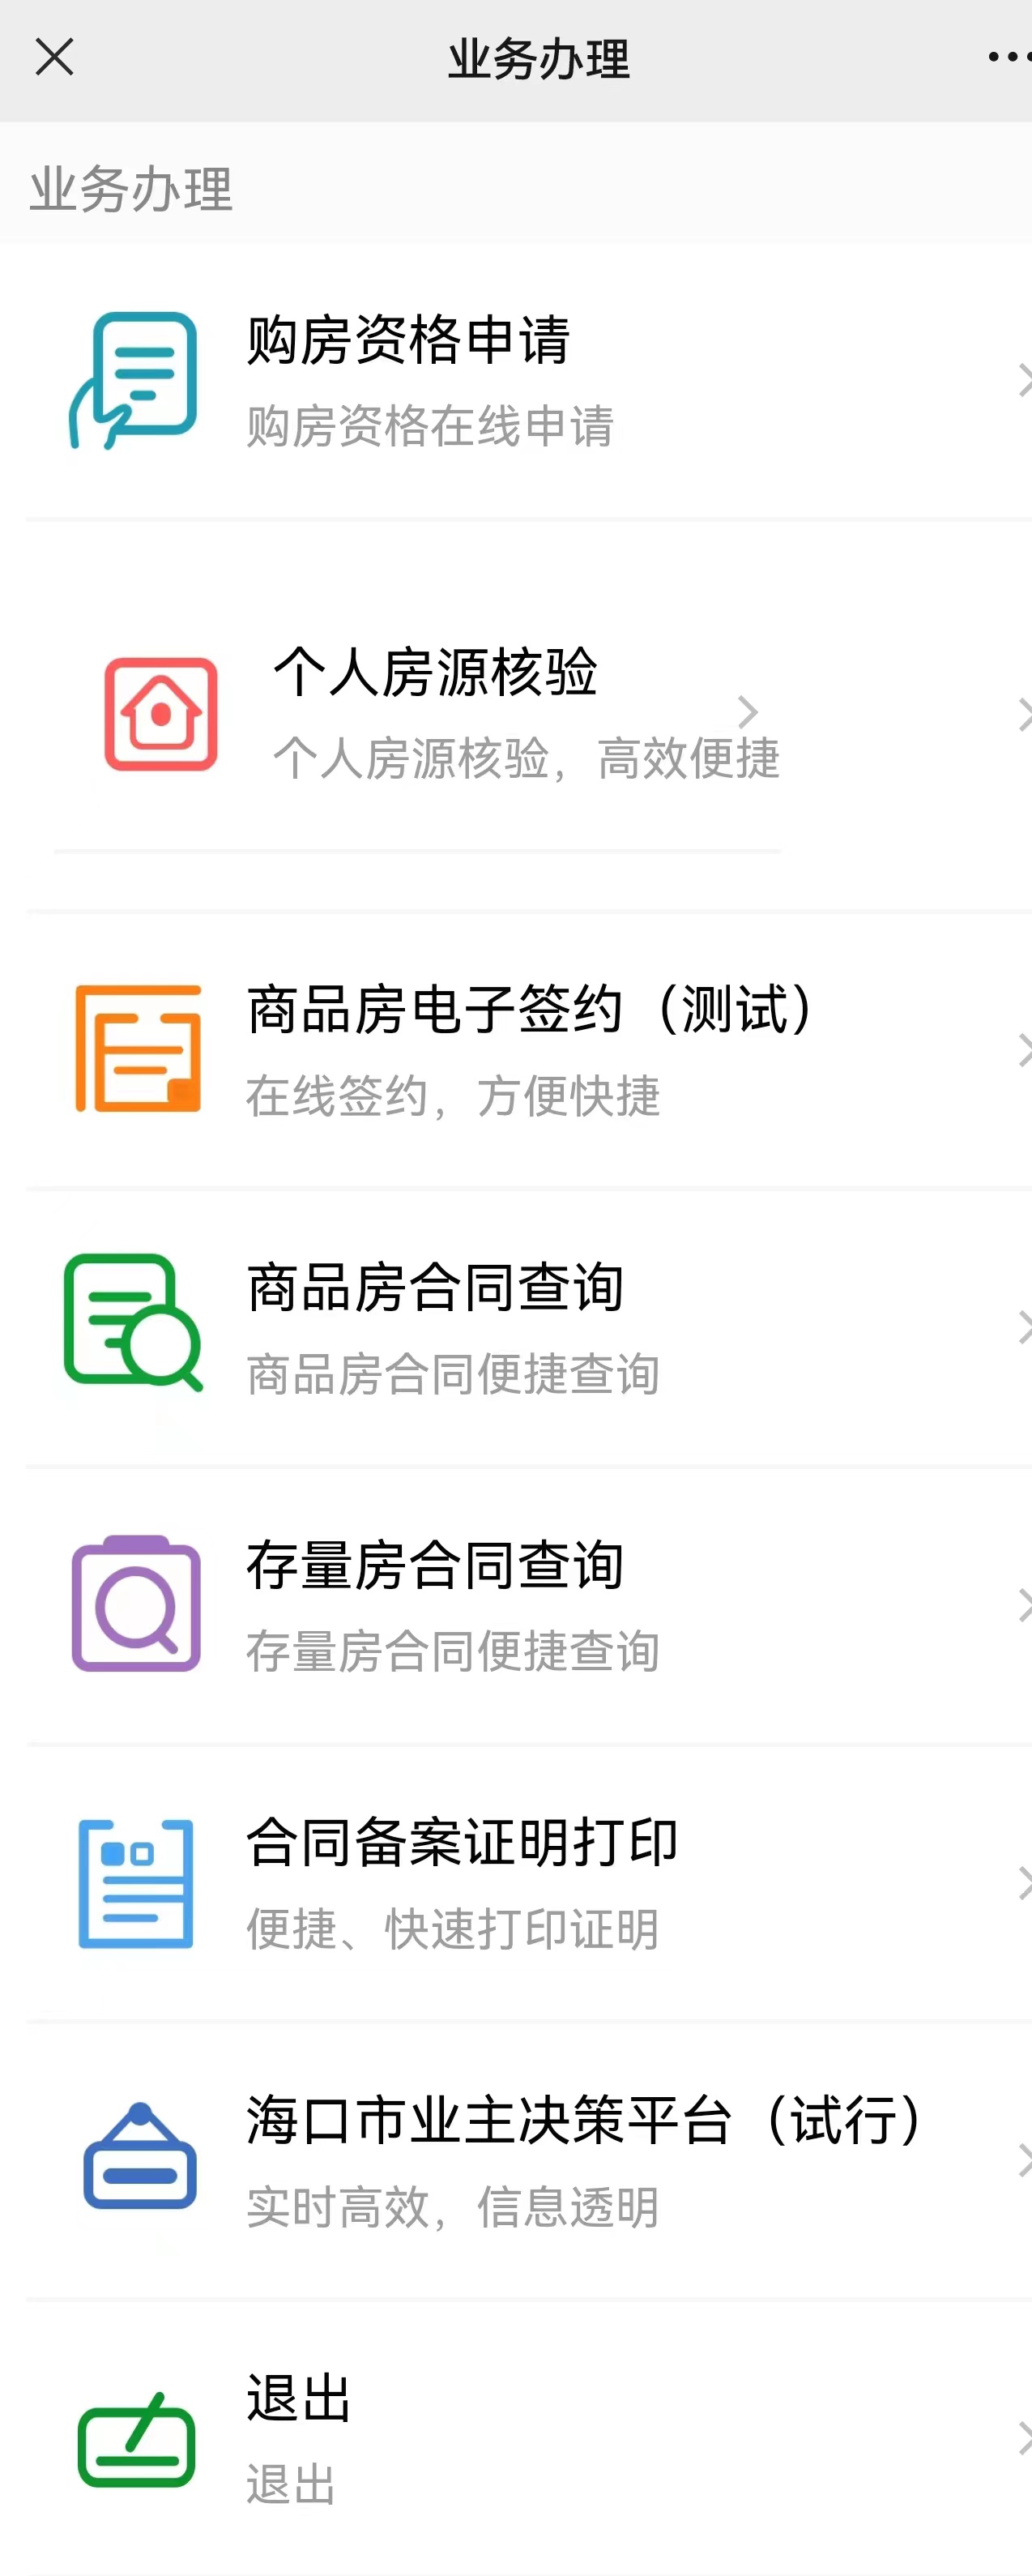 业务办理
业务办理
购房资格申请
购房资格在线申请
个人房源核验
个人房源核验，高效便捷
商品房电子签约（测试）
在线签约，方便快捷
商品房合同查询
商品房合同便捷查询
存量房合同查询
存量房合同便捷查询
合同备案证明打印
便捷、快速打印证明
海口市业主决策平台（试行）
实时高效，信息透明
退出
退出